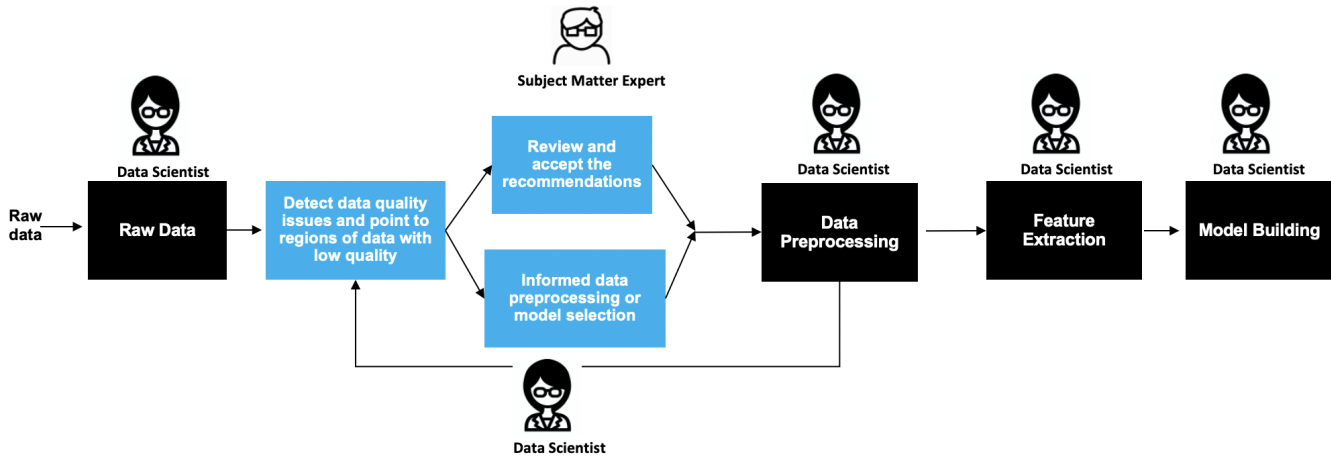 Subject Matter Expert
Data Scientist
Data Scientist
Data Scientist
Data Scientist
Raw
data
Raw Data
Detect data quality
issues and point to
regions of data with
low quality
Review and
accept the
recommendations
Informed data
preprocessing or
model selection
Data
Preprocessing
Feature
Extraction
Model Building
Data Scientist